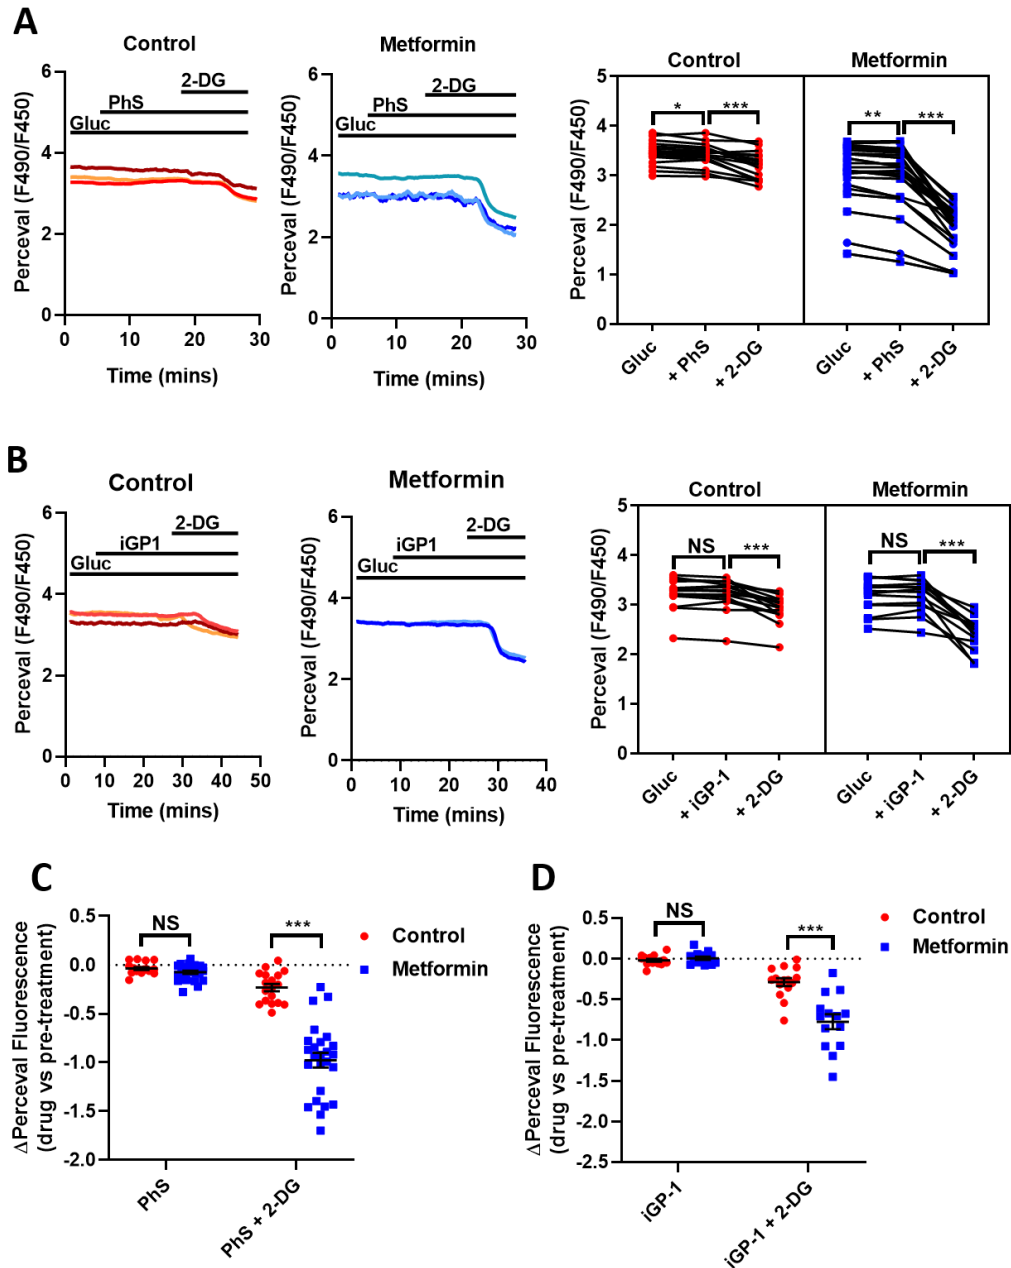 A
Control
Metformin
Control
Metformin
Perceval (F490/F450)
6
4
2
0
2-DG
PhS
Gluc
0
10
20
30
Time (mins)
Perceval (F490/F450)
6
4
2
0
2-DG
PhS
Gluc
0
10
20
30
40
Time (mins)
Perceval (F490/F450)
5
4
3
2
1
0
*
***
**
***
Gluc
+ PhS
+ 2-DG
Gluc
+ PhS
+ 2-DG
B
Control
Metformin
Control
Metformin
Perceval (F490/F450)
6
4
2
0
2-DG
iGP1
Gluc
0
10
20
30
40
50
Time (mins)
Perceval (F490/F450)
6
4
2
0
2-DG
iGP1
Gluc
0
10
20
30
40
Time (mins)
Perceval (F490/F450)
5
4
3
2
1
0
NS
***
NS
***
Gluc
+ iGP-1
+ 2-DG
Gluc
+ iGP-1
+ 2-DG
C
ΔPerceval Fluorescence
(drug vs pre-treatment)
0.5
0.0
-0.5
-1.0
-1.5
-2.0
NS
***
Control
Metformin
PhS
PhS + 2-DG
D
ΔPerceval Fluorescence
(drug vs pre-treatment)
0.5
0.0
-0.5
-1.0
-1.5
-2.0
-2.5
NS
***
Control
Metformin
iGP-1
iGP-1 + 2-DG